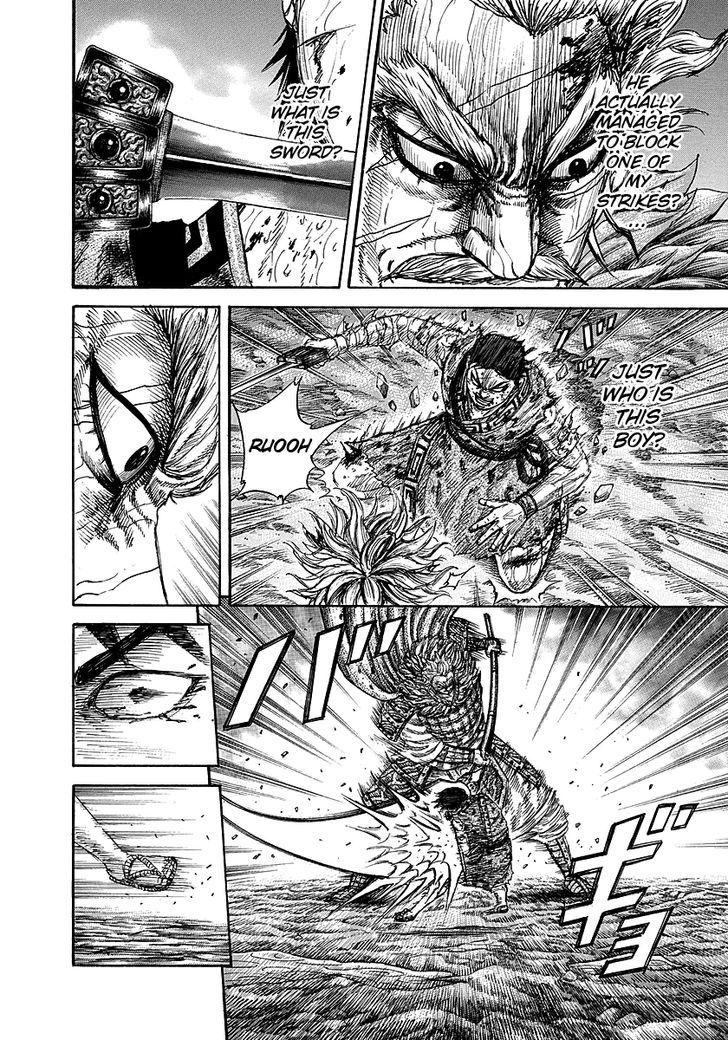 HE
ACTUALLY
MANAGED
TO BLOCK
ONE OF
MY
STRIKES?
...
JUST
WHAT IS
THIS
SWORD?
JUST
WHO IS
THIS
BOY?
RUOOH
バッ
ギョ